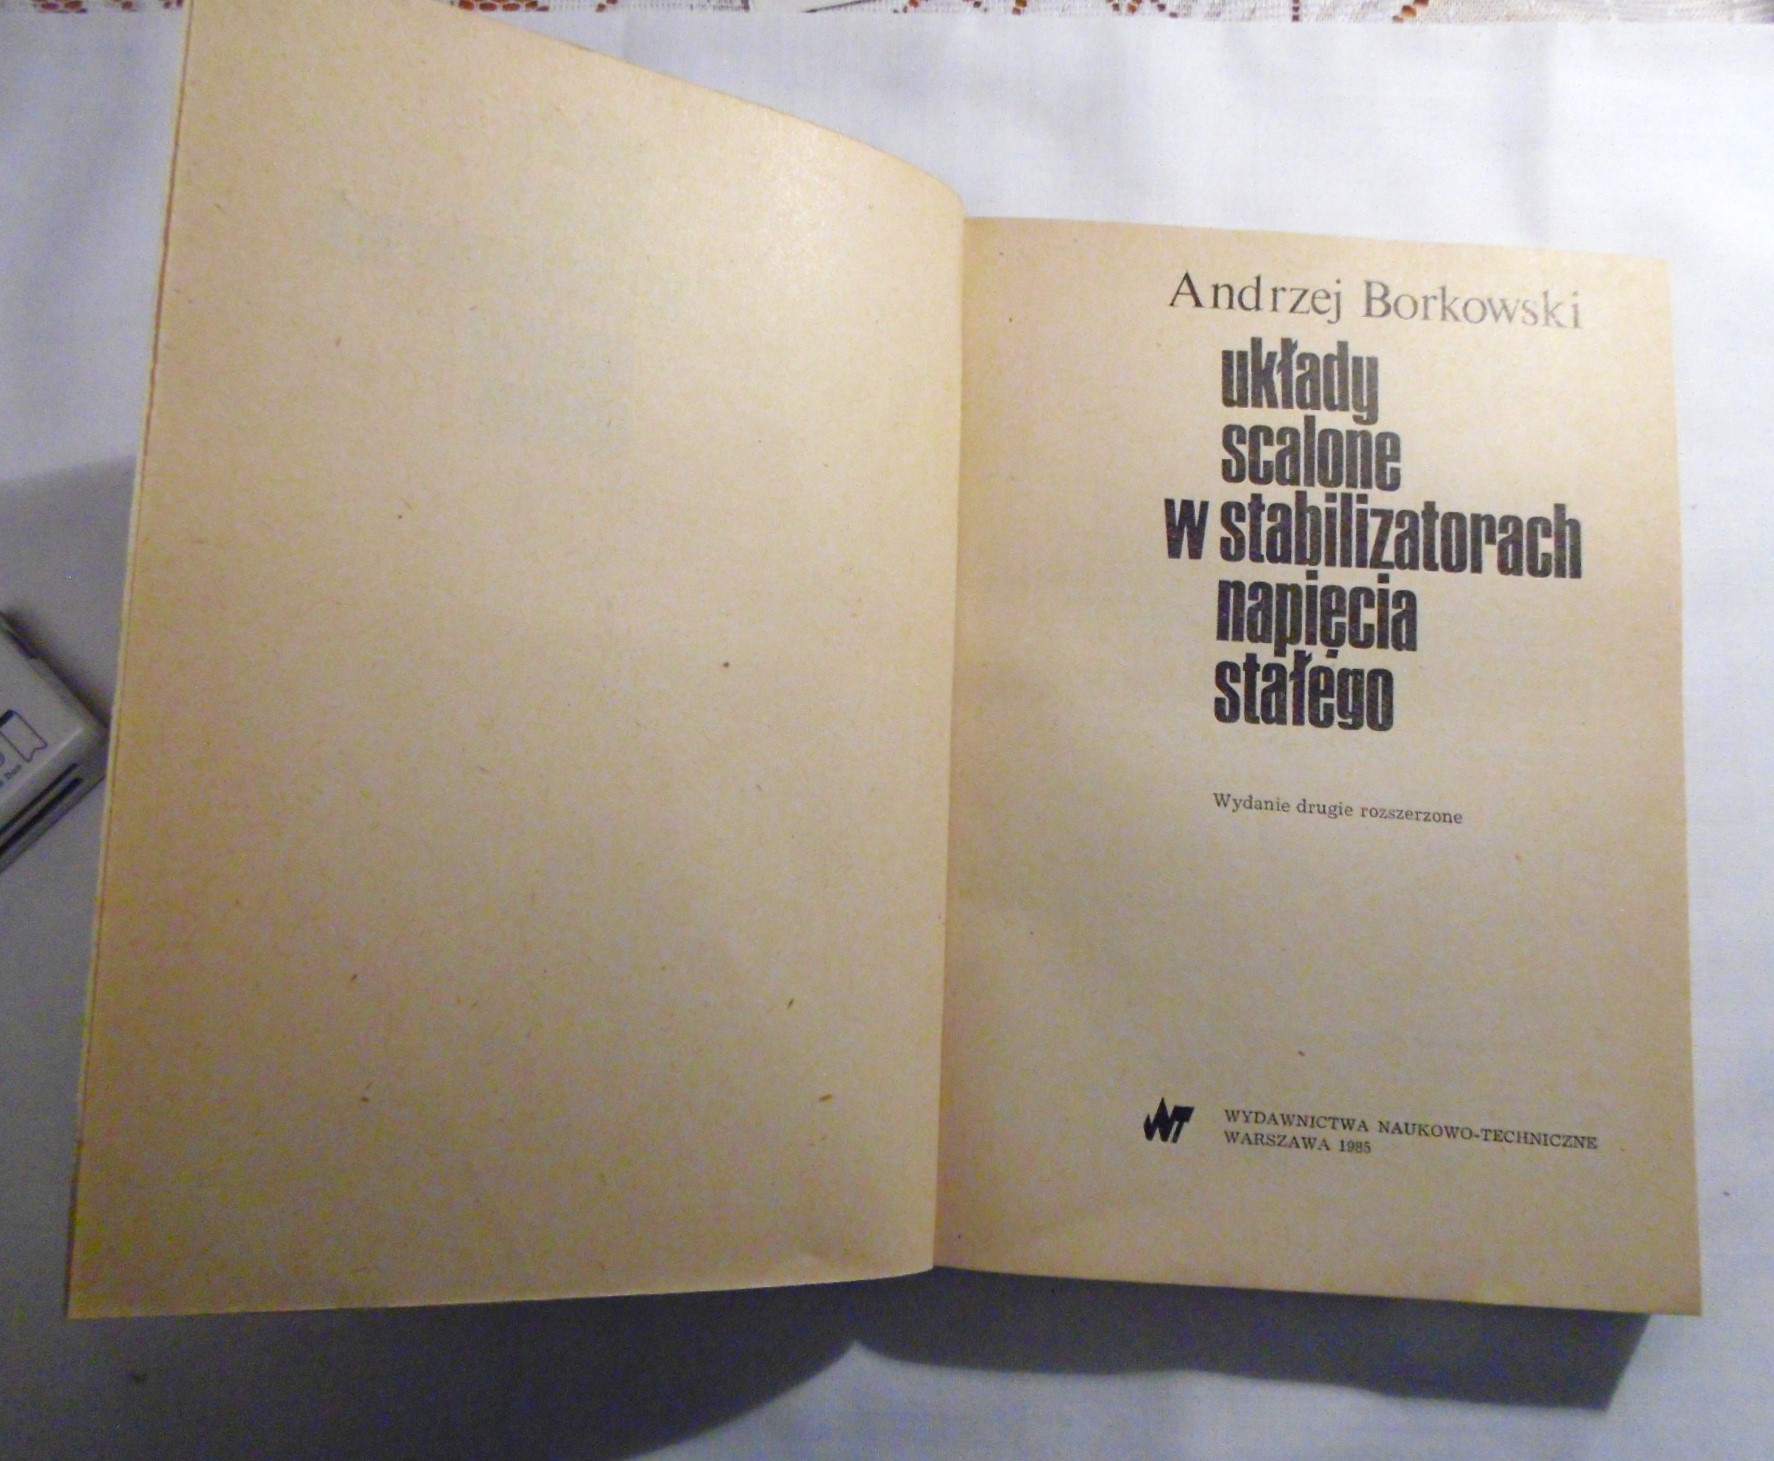 Andrzej Borkowski
układy
scalone
w stabilizatorach
napięcia
stałego
Wydanie drugie rozszerzone
WNT
WYDAWNICTWA NAUKOWO-TECHNICZNE
WARSZAWA 1985